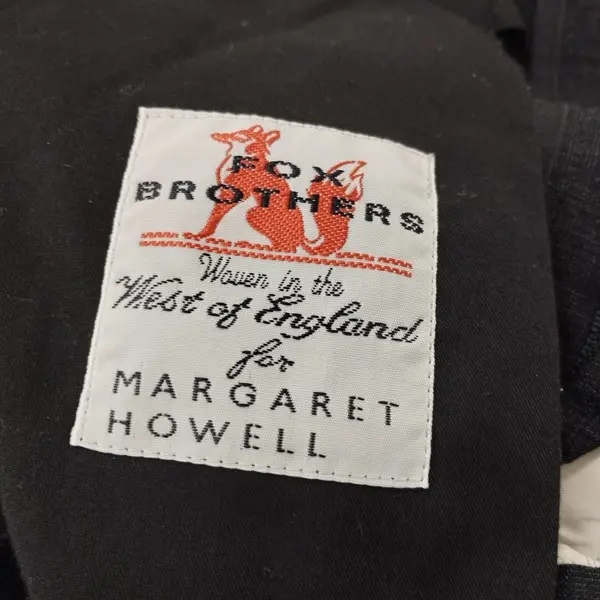 FOX
BROTHERS
Woven in the
West of England
for
MARGARET
HOWELL